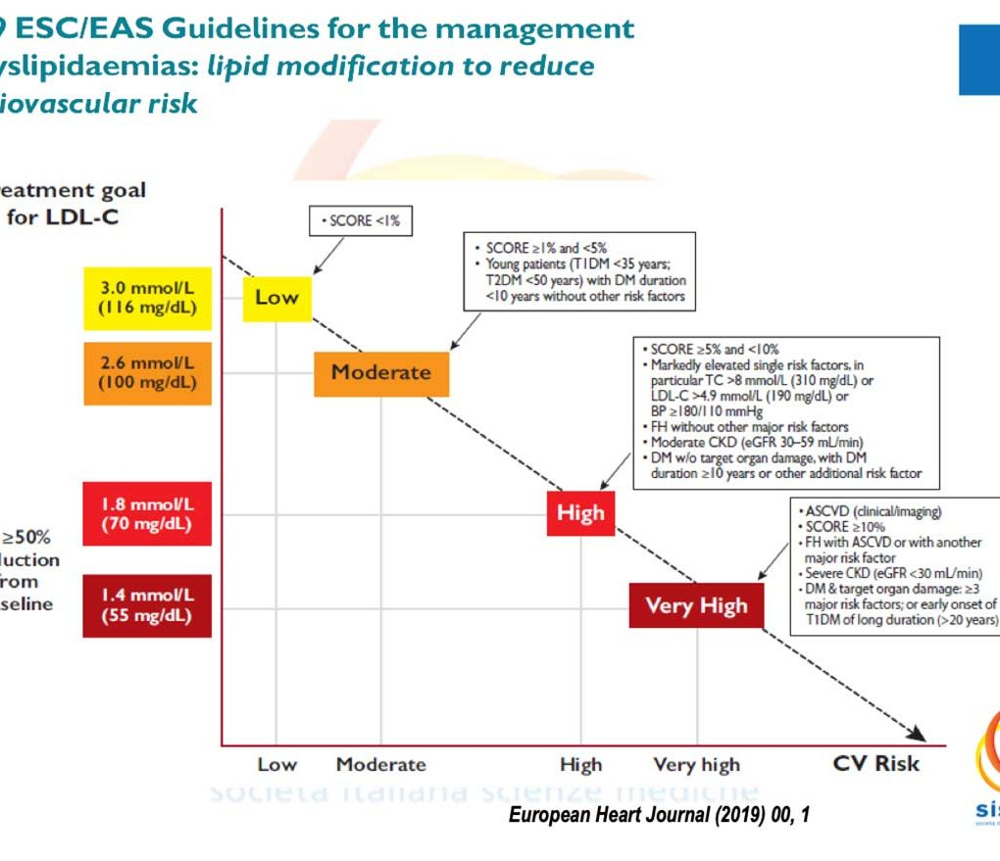 9 ESC/EAS Guidelines for the management
yslipidaemias: lipid modification to reduce
iovascular risk
reatment goal
for LDL-C
• SCORE <1%
• SCORE ≥1% and <5%
• Young patients (T1DM <35 years;
T2DM <50 years) with DM duration
<10 years without other risk factors
3.0 mmol/L
(116 mg/dL)
Low
2.6 mmol/L
(100 mg/dL)
Moderate
• SCORE ≥5% and <10%
• Markedly elevated single risk factors, in
particular TC >8 mmol/L (310 mg/dL) or
LDL-C >4.9 mmol/L (190 mg/dL) or
BP ≥180/110 mmHg
• FH without other major risk factors
• Moderate CKD (eGFR 30–59 mL/min)
• DM w/o target organ damage, with DM
duration ≥10 years or other additional risk factor
1.8 mmol/L
(70 mg/dL)
High
• ASCVD (clinical/imaging)
• SCORE ≥10%
• FH with ASCVD or with another
major risk factor
• Severe CKD (eGFR <30 mL/min)
• DM & target organ damage: ≥3
major risk factors; or early onset of
T1DM of long duration (>20 years)
≥50%
luction
rom
seline
1.4 mmol/L
(55 mg/dL)
Very High
Low
Moderate
High
Very high
CV Risk
società italiana scienze mediche
European Heart Journal (2019) 00, 1